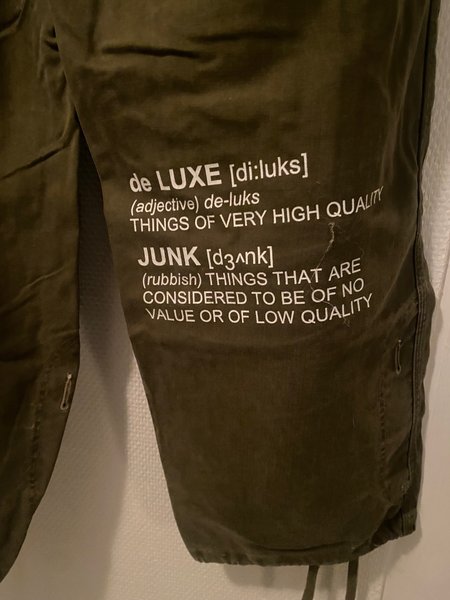 de LUXE [di:luks]
(adjective) de-luks
THINGS OF VERY HIGH QUALITY
JUNK [dʒʌnk]
(rubbish) THINGS THAT ARE
CONSIDERED TO BE OF NO
VALUE OR OF LOW QUALITY